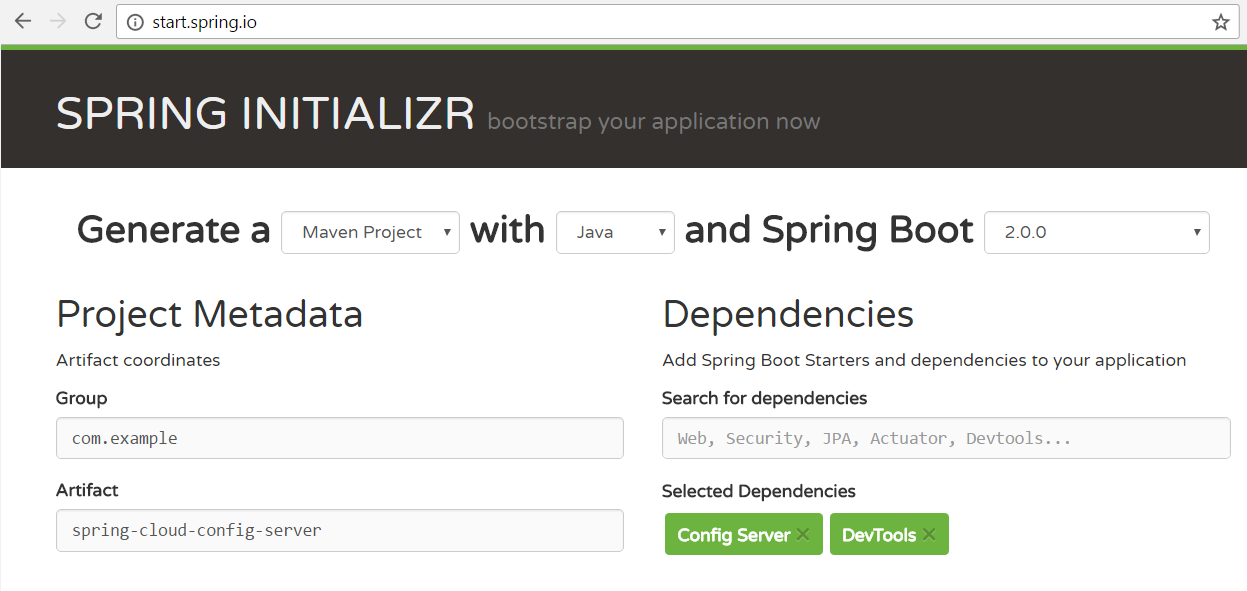 start.spring.io
SPRING INITIALIZR bootstrap your application now
Generate a Maven Project with Java and Spring Boot 2.0.0
Project Metadata
Artifact coordinates
Group
com.example
Artifact
spring-cloud-config-server
Dependencies
Add Spring Boot Starters and dependencies to your application
Search for dependencies
Web, Security, JPA, Actuator, Devtools...
Selected Dependencies
Config Server × DevTools ×